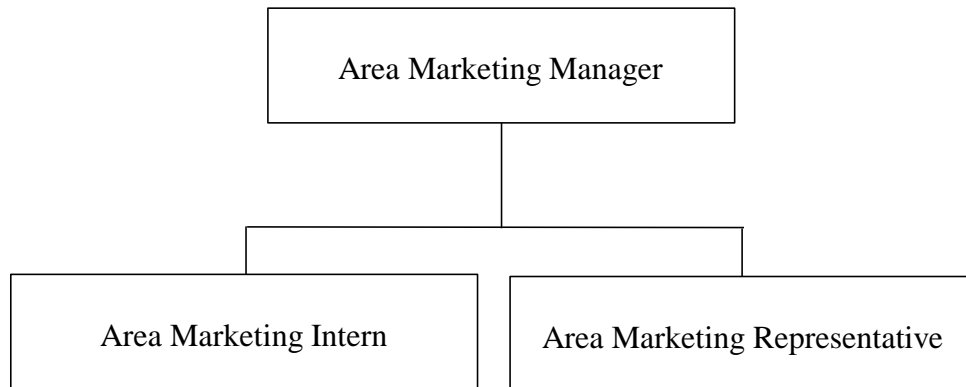 Area Marketing Manager
Area Marketing Intern
Area Marketing Representative